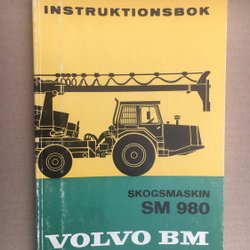 INSTRUKTIONSBOK
SKOGSMASKIN
SM 980
VOLVO BM